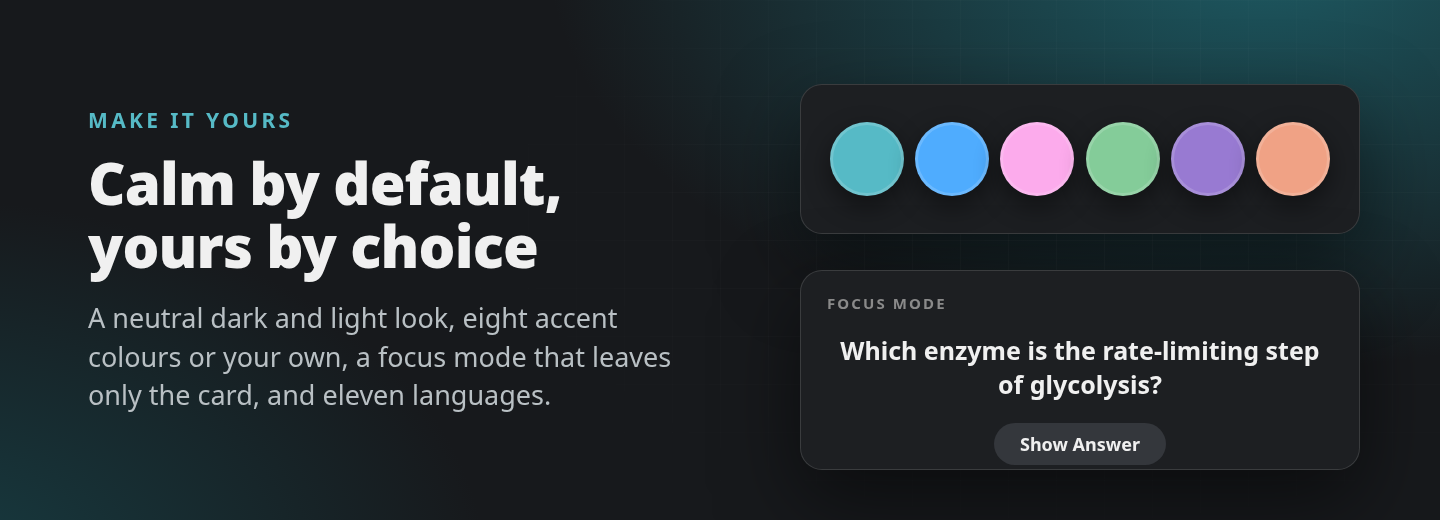 MAKE IT YOURS
Calm by default,
yours by choice
A neutral dark and light look, eight accent
colours or your own, a focus mode that leaves
only the card, and eleven languages.
FOCUS MODE
Which enzyme is the rate-limiting step
of glycolysis?
Show Answer